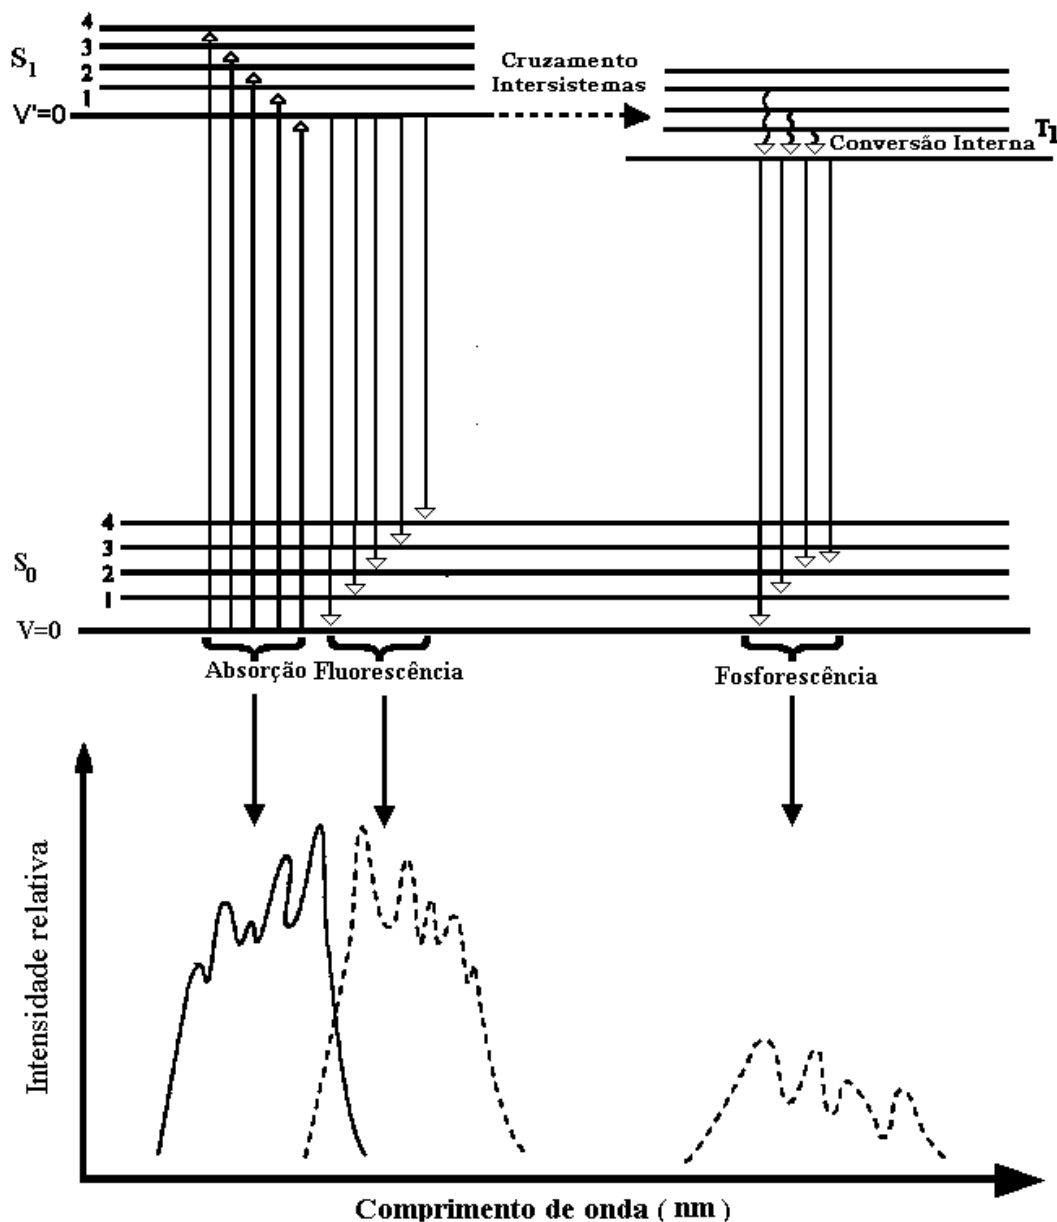 4
3
S1
2
1
V'=0
Cruzamento
Intersistemas
T1
Conversão Interna
4
3
S0
2
1
V=0
Absorção Fluorescência
Fosforescência
Intensidade relativa
Comprimento de onda ( nm )